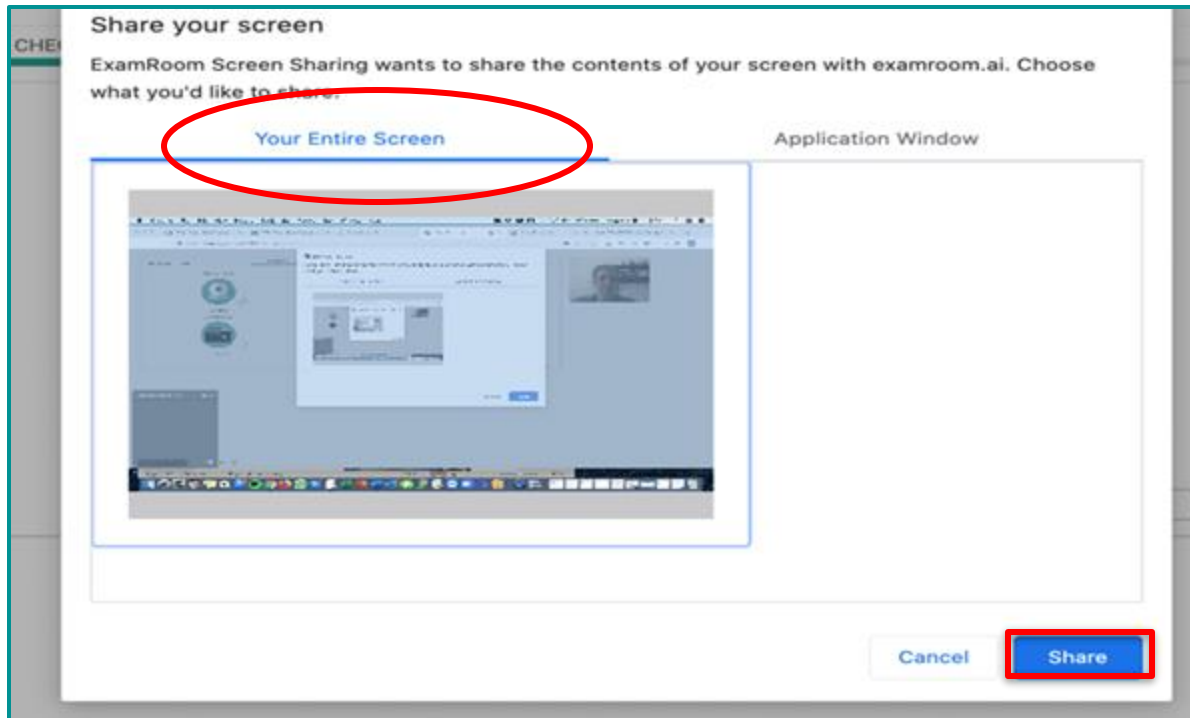 Share your screen
CHE
ExamRoom Screen Sharing wants to share the contents of your screen with examroom.ai. Choose
what you'd like to share.
Your Entire Screen
Application Window
Cancel
Share